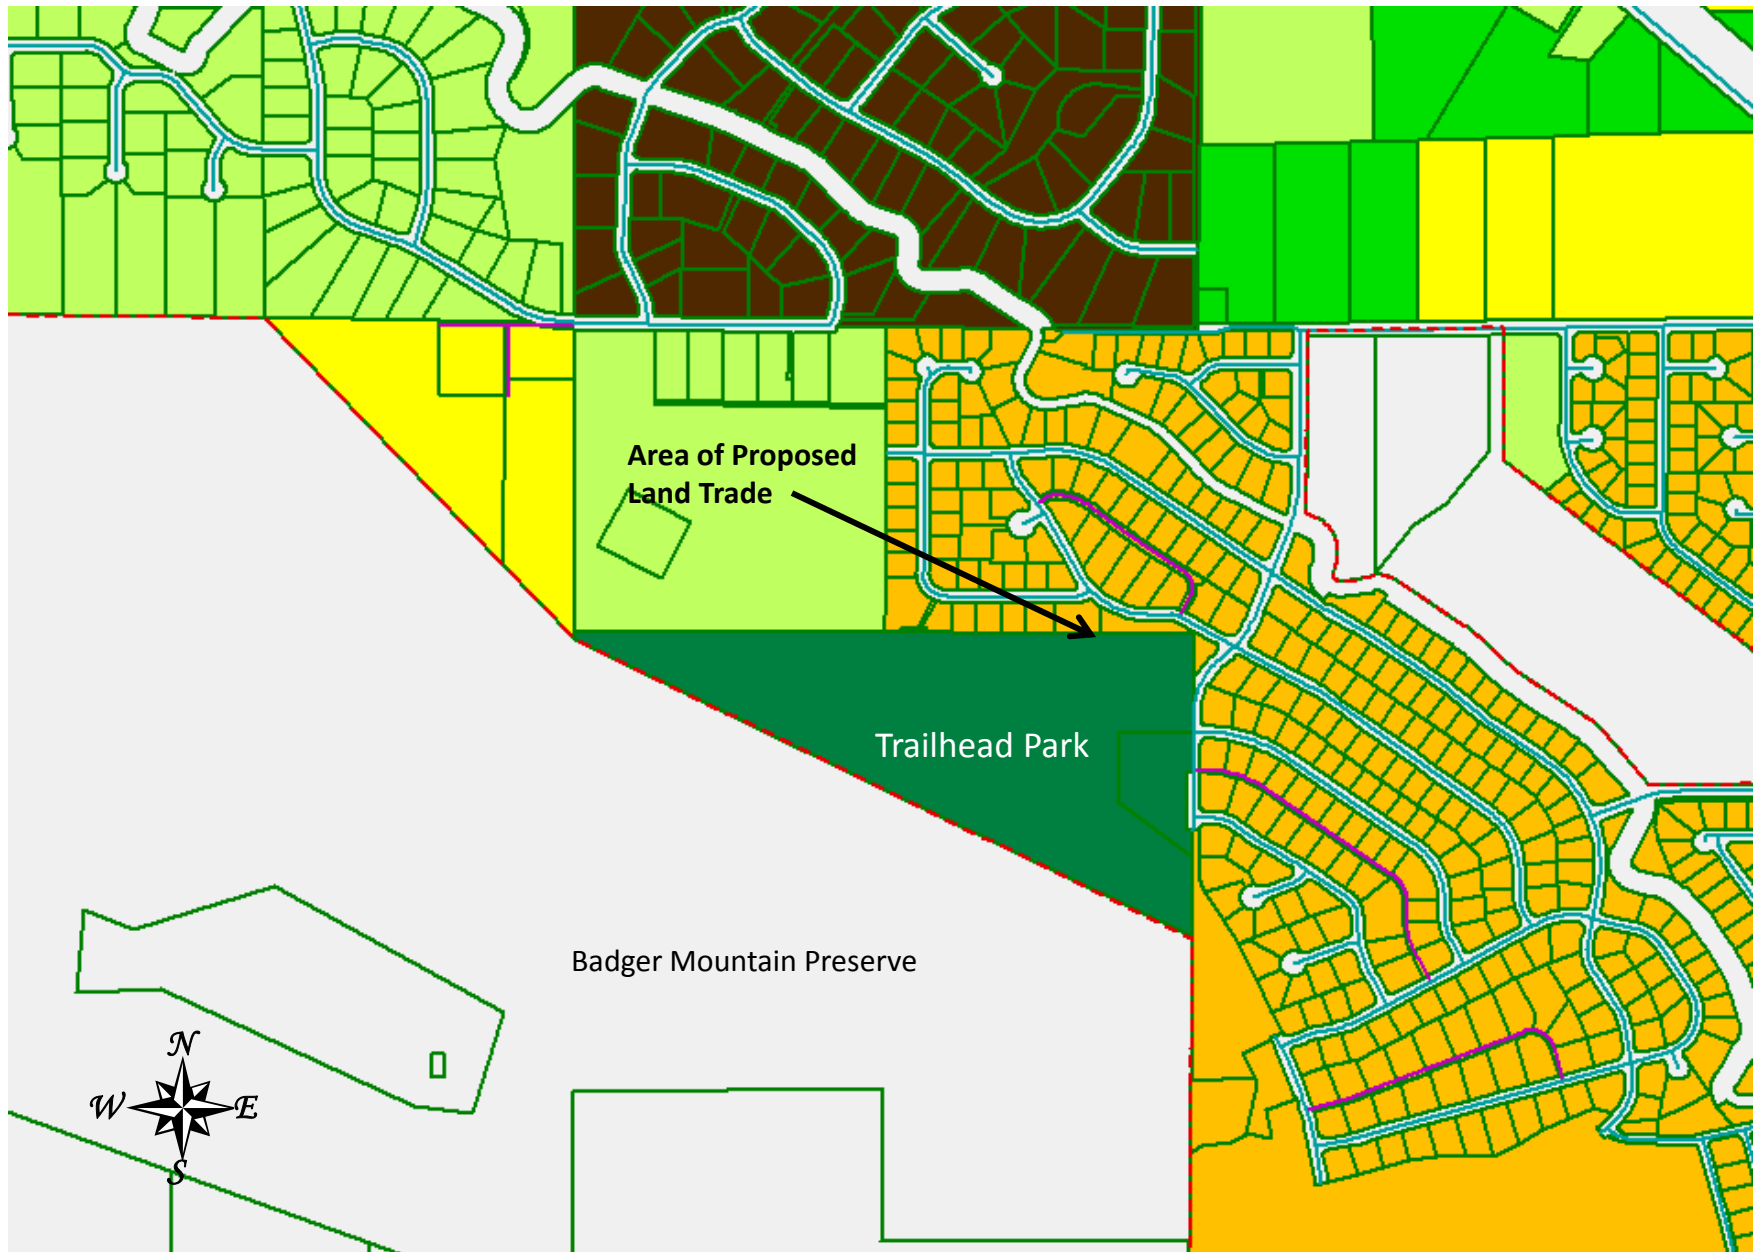 Area of Proposed
Land Trade
Trailhead Park
Badger Mountain Preserve
N
W
E
S